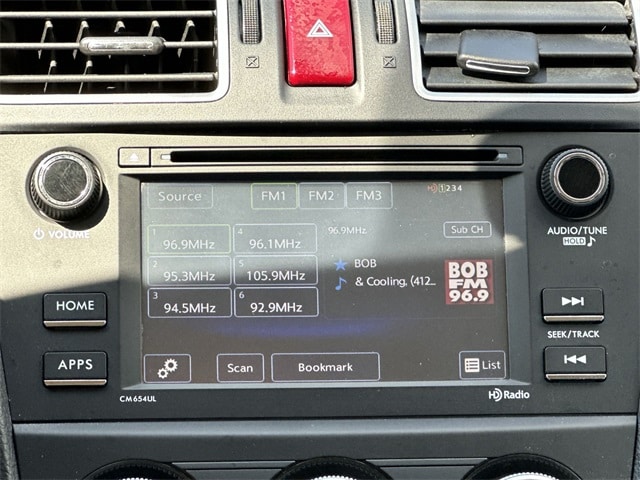 Source FM1 FM2 FM3 HD 1234
1 96.9MHz 4 96.1MHz 96.9MHz Sub CH
2 95.3MHz 5 105.9MHz BOB
3 94.5MHz 6 92.9MHz & Cooling, (412...
BOB
FM
96.9
Scan Bookmark List
VOLUME
HOME
APPS
CM654UL
HD Radio
AUDIO/TUNE
HOLD
SEEK/TRACK